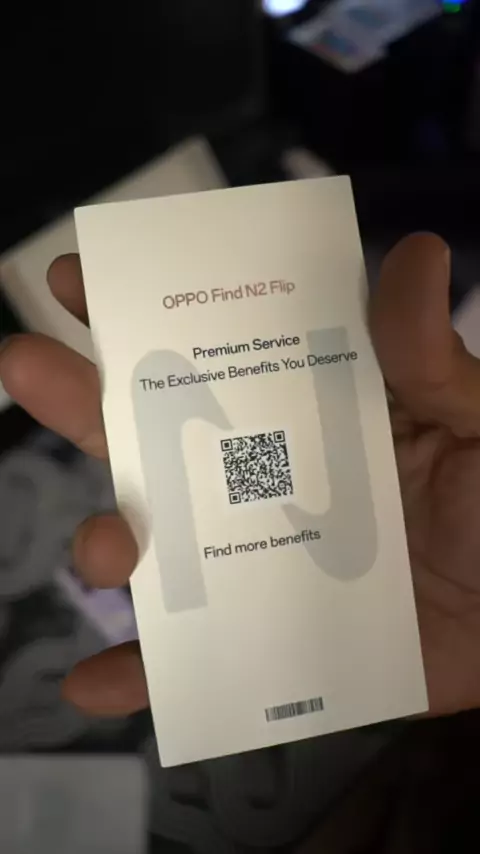 OPPO Find N2 Flip
Premium Service
The Exclusive Benefits You Deserve
Find more benefits